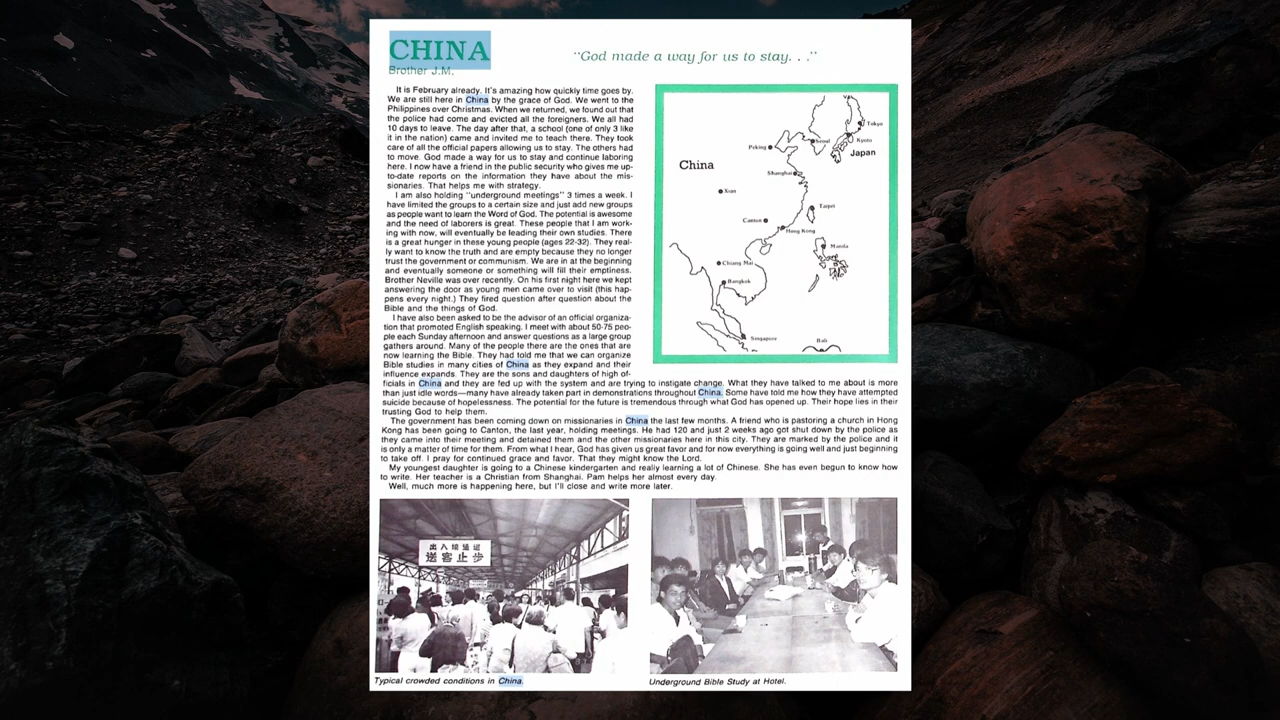 CHINA
Brother J.M.
"God made a way for us to stay. . ."
It is February already. It's amazing how quickly time goes by.
We are still here in China by the grace of God. We went to the
Philippines over Christmas. When we returned, we found out that
the police had come and evicted all the foreigners. We all had
10 days to leave. The day after that, a school (one of only 3 like
it in the nation) came and invited me to teach there. They took
care of all the official papers allowing us to stay. The others had
to move. God made a way for us to stay and continue laboring
here. I now have a friend in the public security who gives me up-
to-date reports on the information they have about the mis-
sionaries. That helps me with strategy.
I am also holding "underground meetings" 3 times a week. I
have limited the groups to a certain size and just add new groups
as people want to learn the Word of God. The potential is awesome
and the need of laborers is great. These people that I am work-
ing with now, will eventually be leading their own studies. There
is a great hunger in these young people (ages 22-32). They real-
ly want to know the truth and are empty because they no longer
trust the government or communism. We are in at the beginning
and eventually someone or something will fill their emptiness.
Brother Neville was over recently. On his first night here we kept
answering the door as young men came over to visit (this hap-
pens every night.) They fired question after question about the
Bible and the things of God.
I have also been asked to be the advisor of an official organiza-
tion that promoted English speaking. I meet with about 50-75 peo-
ple each Sunday afternoon and answer questions as a large group
gathers around. Many of the people there are the ones that are
now learning the Bible. They had told me that we can organize
Bible studies in many cities of China as they expand and their
influence expands. They are the sons and daughters of high of-
ficials in China and they are fed up with the system and are trying to instigate change. What they have talked to me about is more
than just idle words—many have already taken part in demonstrations throughout China. Some have told me how they have attempted
suicide because of hopelessness. The potential for the future is tremendous through what God has opened up. Their hope lies in their
trusting God to help them.
The government has been coming down on missionaries in China the last few months. A friend who is pastoring a church in Hong
Kong has been going to Canton, the last year, holding meetings. He had 120 and just 2 weeks ago got shut down by the police as
they came into their meeting and detained them and the other missionaries here in this city. They are marked by the police and it
is only a matter of time for them. From what I hear, God has given us great favor and for now everything is going well and just beginning
to take off. I pray for continued grace and favor. That they might know the Lord.
My youngest daughter is going to a Chinese kindergarten and really learning a lot of Chinese. She has even begun to know how
to write. Her teacher is a Christian from Shanghai. Pam helps her almost every day.
Well, much more is happening here, but I'll close and write more later.
Tokyo
Kyoto
Japan
Seoul
Peking
China
Shanghai
Xian
Taipei
Canton
Hong Kong
Manila
Chiang Mai
Bangkok
Singapore
Bali
出入境通道
送客止步
Typical crowded conditions in China.
Underground Bible Study at Hotel.